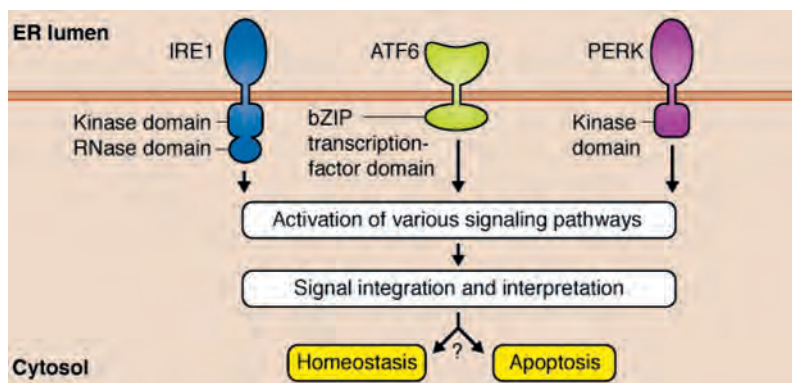 ER lumen
IRE1
ATF6
PERK
Kinase domain
RNase domain
bZIP
transcription-
factor domain
Kinase
domain
Activation of various signaling pathways
Signal integration and interpretation
?
Homeostasis
Apoptosis
Cytosol